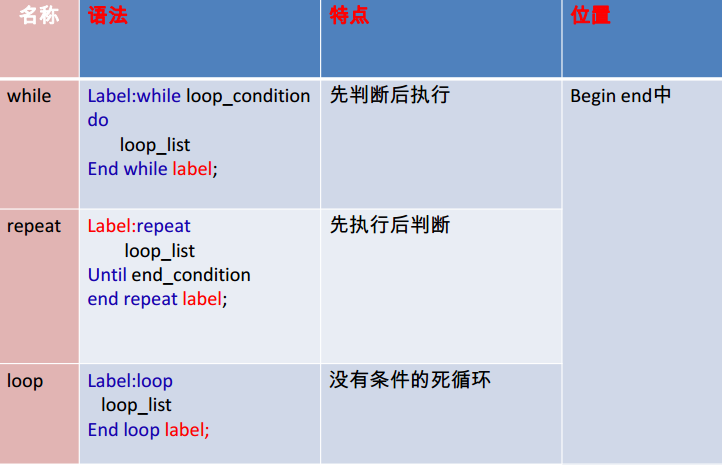 名称 语法 特点 位置
while
Label:while loop_condition
do
loop_list
End while label;
先判断后执行
Begin end中
repeat
Label:repeat
loop_list
Until end_condition
end repeat label;
先执行后判断
loop
Label:loop
loop_list
End loop label;
没有条件的死循环